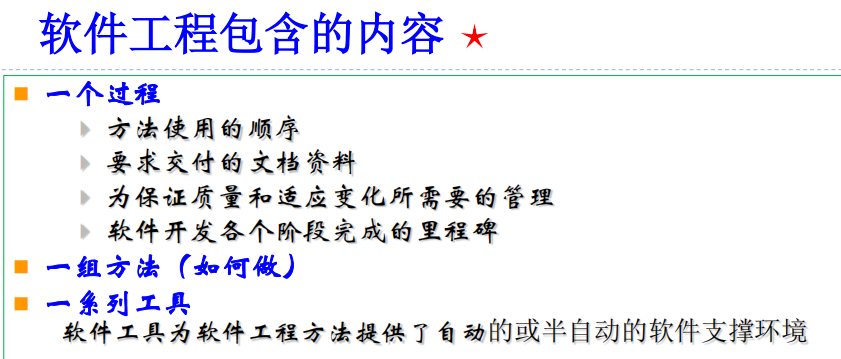 软件工程包含的内容 ★
一个过程
方法使用的顺序
要求交付的文档资料
为保证质量和适应变化所需要的管理
软件开发各个阶段完成的里程碑
一组方法（如何做）
一系列工具
软件工具为软件工程方法提供了自动的或半自动的软件支撑环境